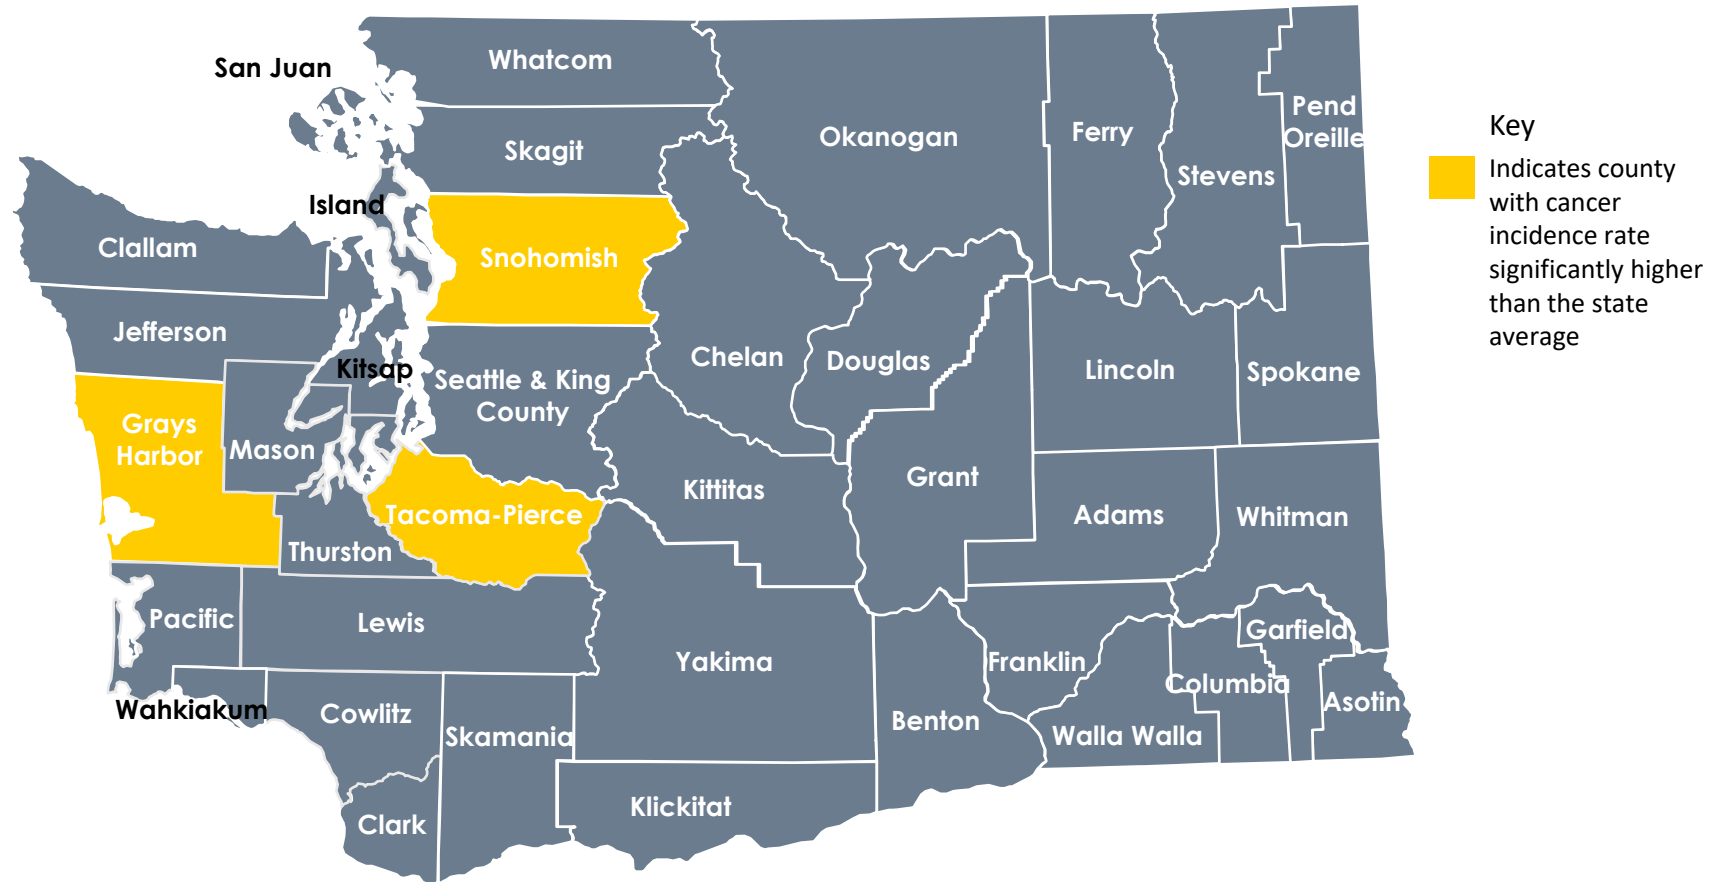 San Juan
Whatcom
Skagit
Okanogan
Ferry
Pend
Oreille
Stevens
Island
Clallam
Snohomish
Jefferson
Kitsap
Seattle & King
County
Chelan
Douglas
Lincoln
Spokane
Grays
Harbor
Mason
Kittitas
Grant
Tacoma-Pierce
Adams
Whitman
Thurston
Pacific
Lewis
Yakima
Franklin
Garfield
Columbia
Asotin
Wahkiakum
Cowlitz
Skamania
Benton
Walla Walla
Klickitat
Clark
Key
Indicates county
with cancer
incidence rate
significantly higher
than the state
average